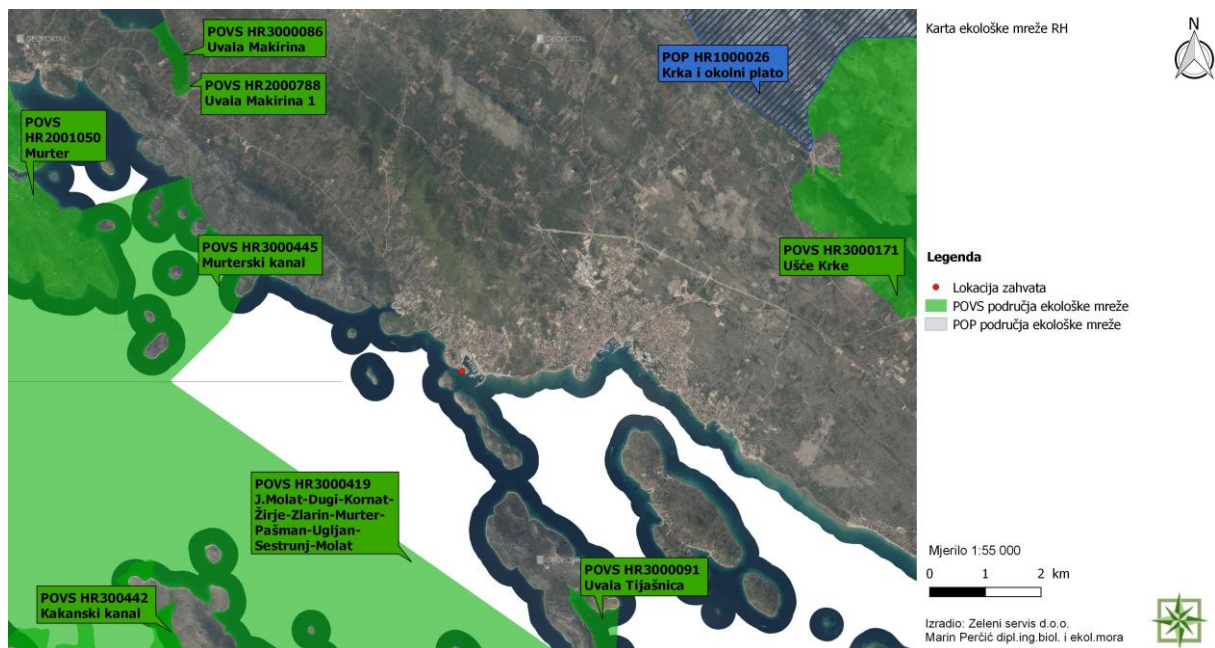 GEOPORTAL
POVS HR3000086
Uvala Makirina
GEOPORTAL
POVS HR2000788
Uvala Makirina 1
POP HR1000026
Krka i okolni plato
POVS
HR2001050
Murter
POVS HR3000445
Murterski kanal
POVS HR3000171
Ušće Krke
POVS HR3000419
J.Molat-Dugi-Kornat-
Žirje-Zlarin-Murter-
Pašman-Ugljan-
Sestrunj-Molat
GEOPORTAL
POVS HR300442
Kakanski kanal
POVS HR3000091
Uvala Tijašnica
Karta ekološke mreže RH
N
Legenda
Lokacija zahvata
POVS područja ekološke mreže
POP područja ekološke mreže
Mjerilo 1:55 000
0 1 2 km
Izradio: Zeleni servis d.o.o.
Marin Perčić dipl.ing.biol. i ekol.mora